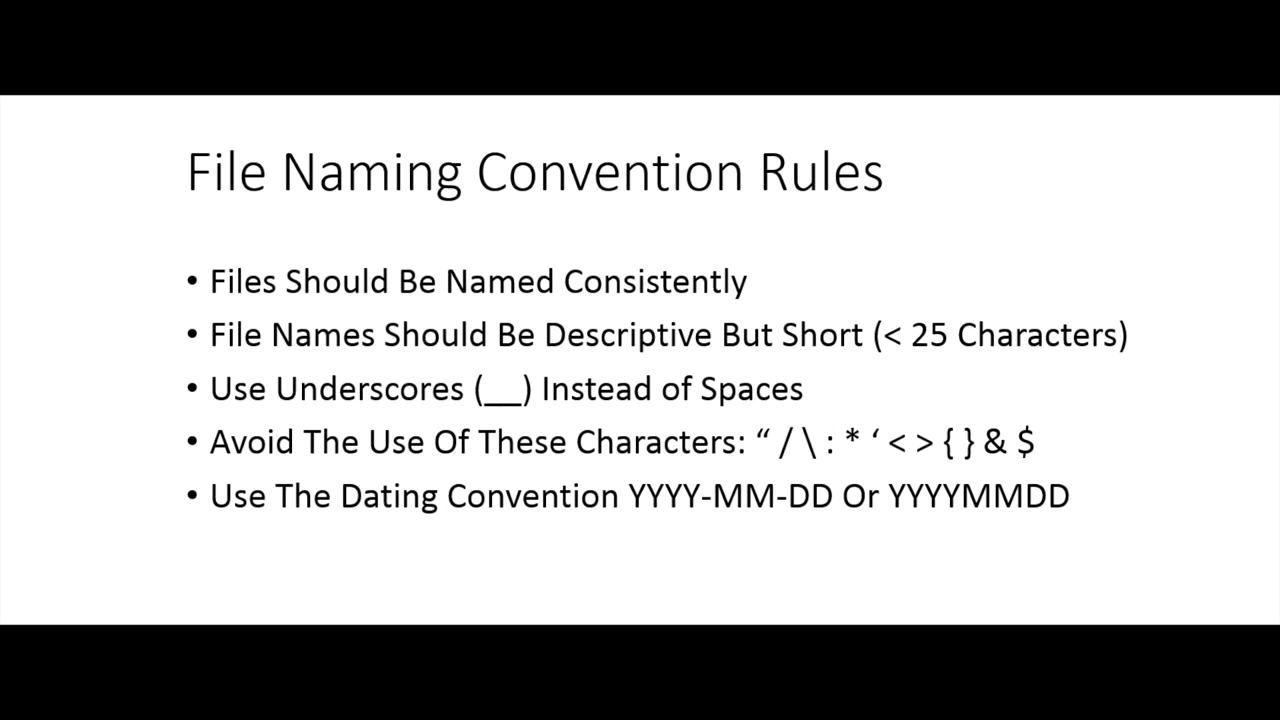 File Naming Convention Rules
• Files Should Be Named Consistently
• File Names Should Be Descriptive But Short (< 25 Characters)
• Use Underscores (__) Instead of Spaces
• Avoid The Use Of These Characters: “ / \ : * ‘ < > { } & $
• Use The Dating Convention YYYY-MM-DD Or YYYYMMDD